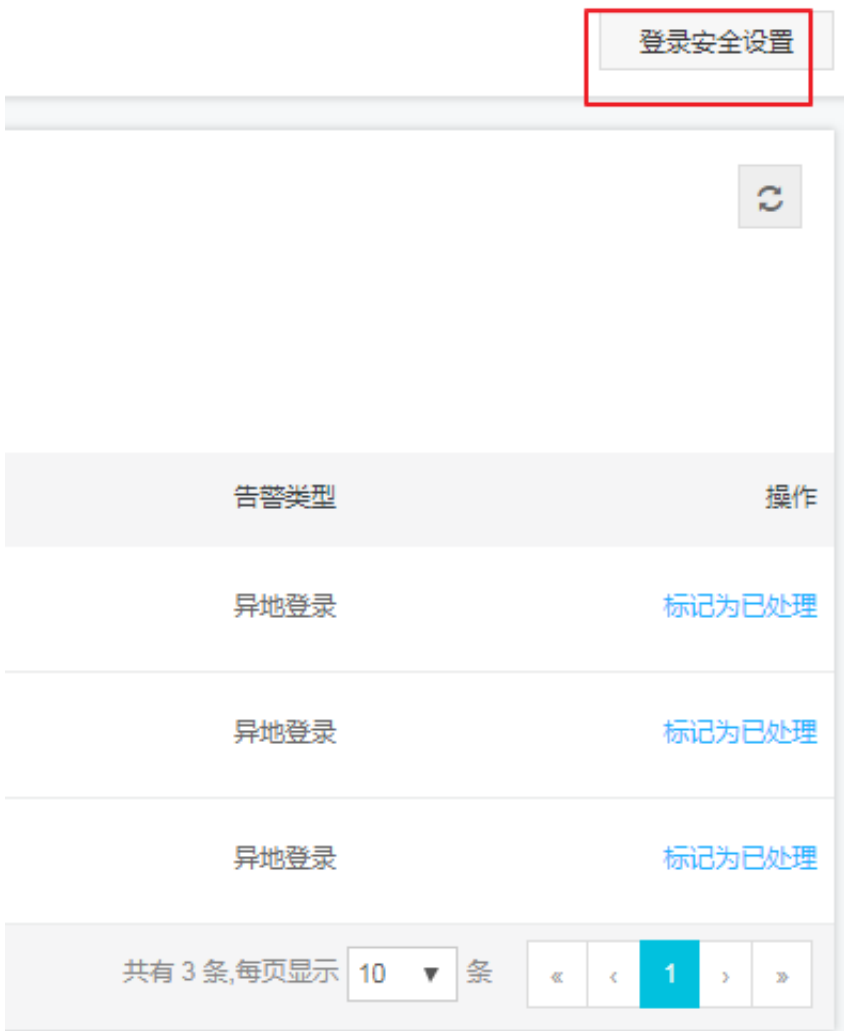 登录安全设置
告警类型 操作
异地登录 标记为已处理
异地登录 标记为已处理
异地登录 标记为已处理
共有 3 条,每页显示 10 ▼ 条 « ‹ 1 › »